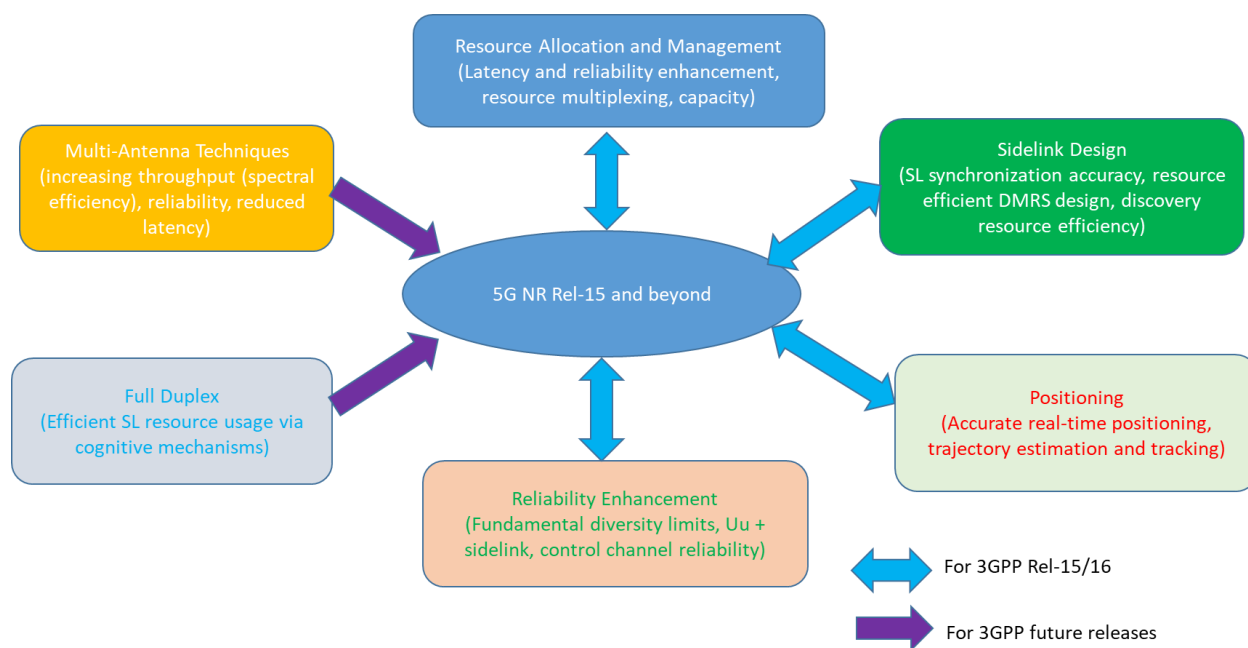 Resource Allocation and Management
(Latency and reliability enhancement,
resource multiplexing, capacity)
Multi-Antenna Techniques
(increasing throughput (spectral
efficiency), reliability, reduced
latency)
Sidelink Design
(SL synchronization accuracy, resource
efficient DMRS design, discovery
resource efficiency)
5G NR Rel-15 and beyond
Full Duplex
(Efficient SL resource usage via
cognitive mechanisms)
Positioning
(Accurate real-time positioning,
trajectory estimation and tracking)
Reliability Enhancement
(Fundamental diversity limits, Uu +
sidelink, control channel reliability)
For 3GPP Rel-15/16
For 3GPP future releases